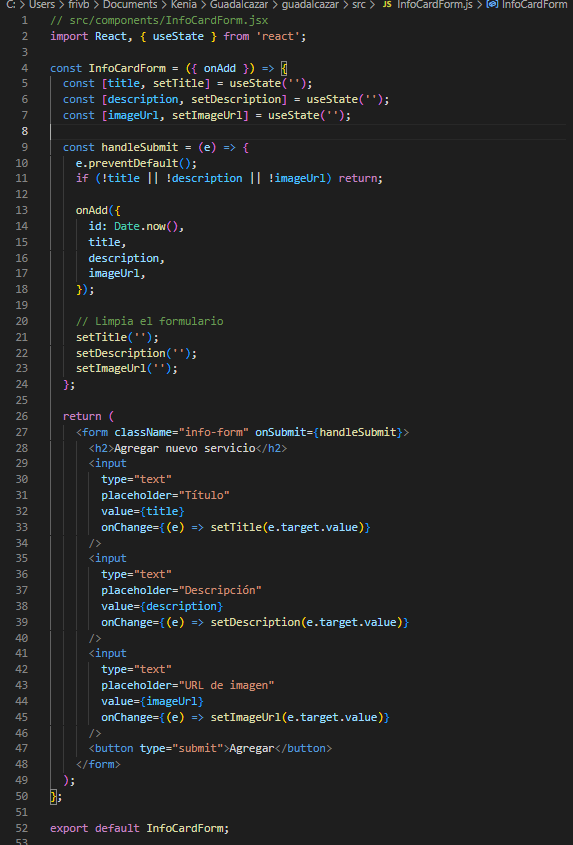 C: > Users > frivb > Documents > Kenia > Guadalcazar > guadalcazar > src > JS InfoCardForm.js > InfoCardForm
1 // src/components/InfoCardForm.jsx
2 import React, { useState } from 'react';
3
4 const InfoCardForm = ({ onAdd }) => {
5   const [title, setTitle] = useState('');
6   const [description, setDescription] = useState('');
7   const [imageUrl, setImageUrl] = useState('');
8
9   const handleSubmit = (e) => {
10     e.preventDefault();
11     if (!title || !description || !imageUrl) return;
12
13     onAdd({
14       id: Date.now(),
15       title,
16       description,
17       imageUrl,
18     });
19
20     // Limpia el formulario
21     setTitle('');
22     setDescription('');
23     setImageUrl('');
24   };
25
26   return (
27     <form className="info-form" onSubmit={handleSubmit}>
28       <h2>Agregar nuevo servicio</h2>
29       <input
30         type="text"
31         placeholder="Título"
32         value={title}
33         onChange={(e) => setTitle(e.target.value)}
34       />
35       <input
36         type="text"
37         placeholder="Descripción"
38         value={description}
39         onChange={(e) => setDescription(e.target.value)}
40       />
41       <input
42         type="text"
43         placeholder="URL de imagen"
44         value={imageUrl}
45         onChange={(e) => setImageUrl(e.target.value)}
46       />
47       <button type="submit">Agregar</button>
48     </form>
49   );
50 };
51
52 export default InfoCardForm;
53